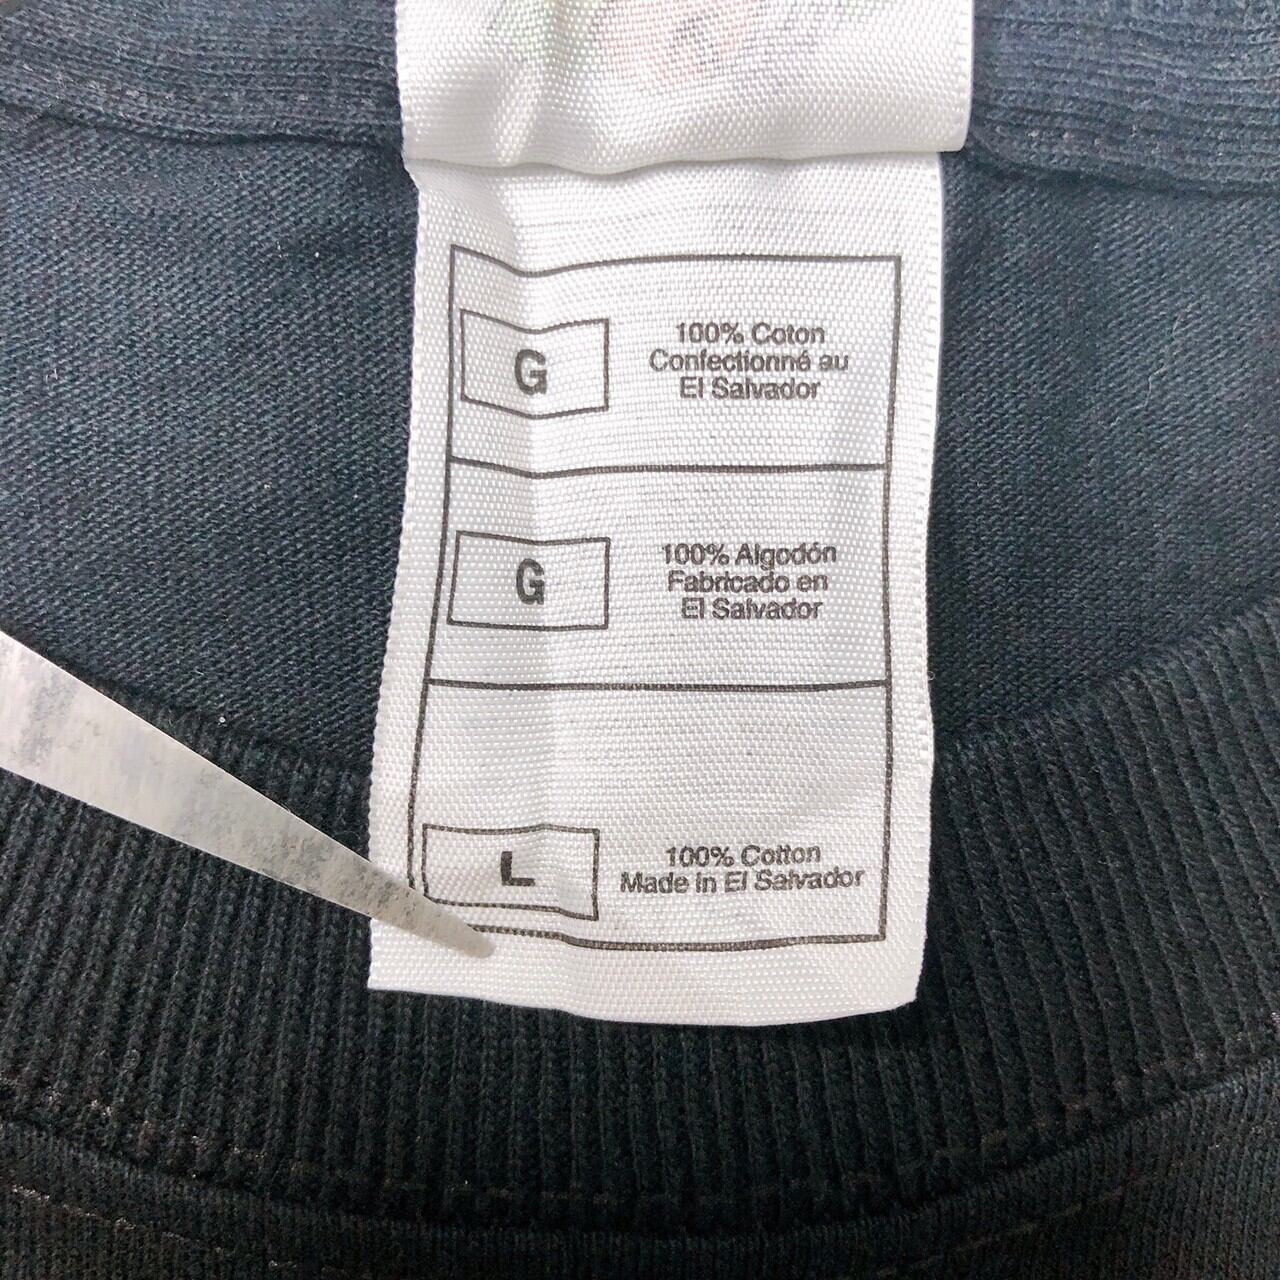 G
100% Coton
Confectionné au
El Salvador
G
100% Algodón
Fabricado en
El Salvador
L
100% Cotton
Made in El Salvador